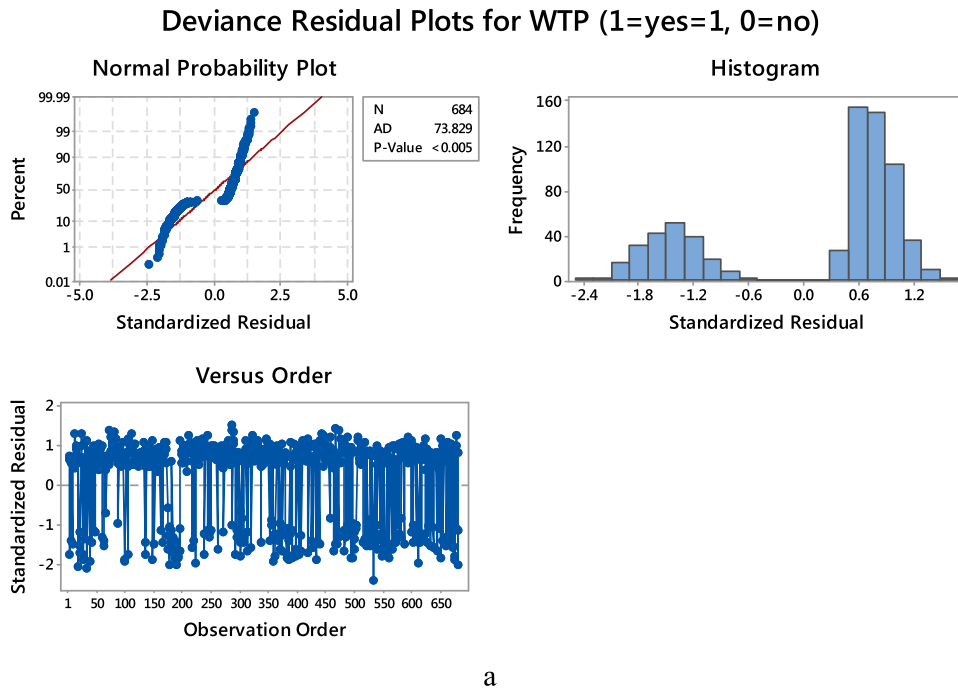 Deviance Residual Plots for WTP (1=yes=1, 0=no)
Normal Probability Plot
99.99
99
90
50
10
1
0.01
Percent
-5.0 -2.5 0.0 2.5 5.0
Standardized Residual
N 684
AD 73.829
P-Value <0.005
Histogram
160
120
80
40
0
Frequency
-2.4 -1.8 -1.2 -0.6 0.0 0.6 1.2
Standardized Residual
Versus Order
2
1
0
-1
-2
Standardized Residual
1 50 100 150 200 250 300 350 400 450 500 550 600 650
Observation Order
a